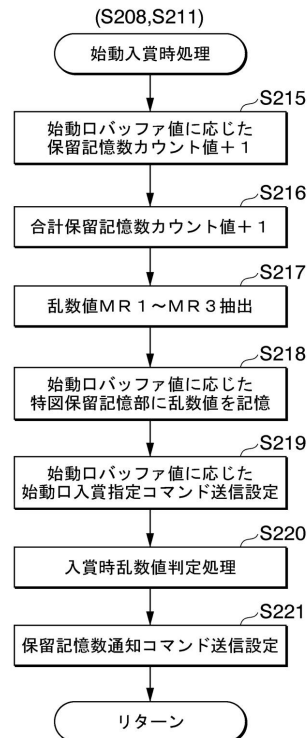 (S208,S211)
始動入賞時処理
S215
始動口バッファ値に応じた
保留記憶数カウント値＋１
S216
合計保留記憶数カウント値＋１
S217
乱数値ＭＲ１～ＭＲ３抽出
S218
始動口バッファ値に応じた
特図保留記憶部に乱数値を記憶
S219
始動口バッファ値に応じた
始動口入賞指定コマンド送信設定
S220
入賞時乱数値判定処理
S221
保留記憶数通知コマンド送信設定
リターン